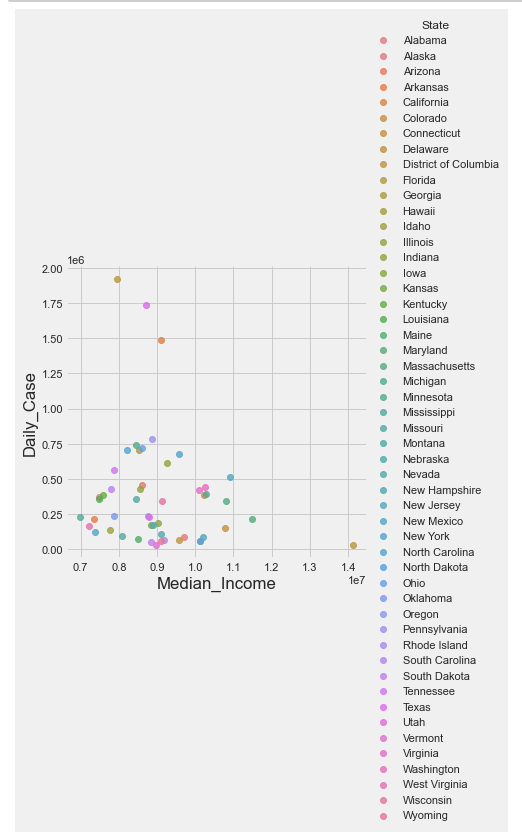 State
Alabama
Alaska
Arizona
Arkansas
California
Colorado
Connecticut
Delaware
District of Columbia
Florida
Georgia
Hawaii
Idaho
Illinois
Indiana
Iowa
Kansas
Kentucky
Louisiana
Maine
Maryland
Massachusetts
Michigan
Minnesota
Mississippi
Missouri
Montana
Nebraska
Nevada
New Hampshire
New Jersey
New Mexico
New York
North Carolina
North Dakota
Ohio
Oklahoma
Oregon
Pennsylvania
Rhode Island
South Carolina
South Dakota
Tennessee
Texas
Utah
Vermont
Virginia
Washington
West Virginia
Wisconsin
Wyoming
1e6
2.00
1.75
1.50
1.25
1.00
0.75
0.50
0.25
0.00
Daily_Case
0.7 0.8 0.9 1.0 1.1 1.2 1.3 1.4
1e7
Median_Income